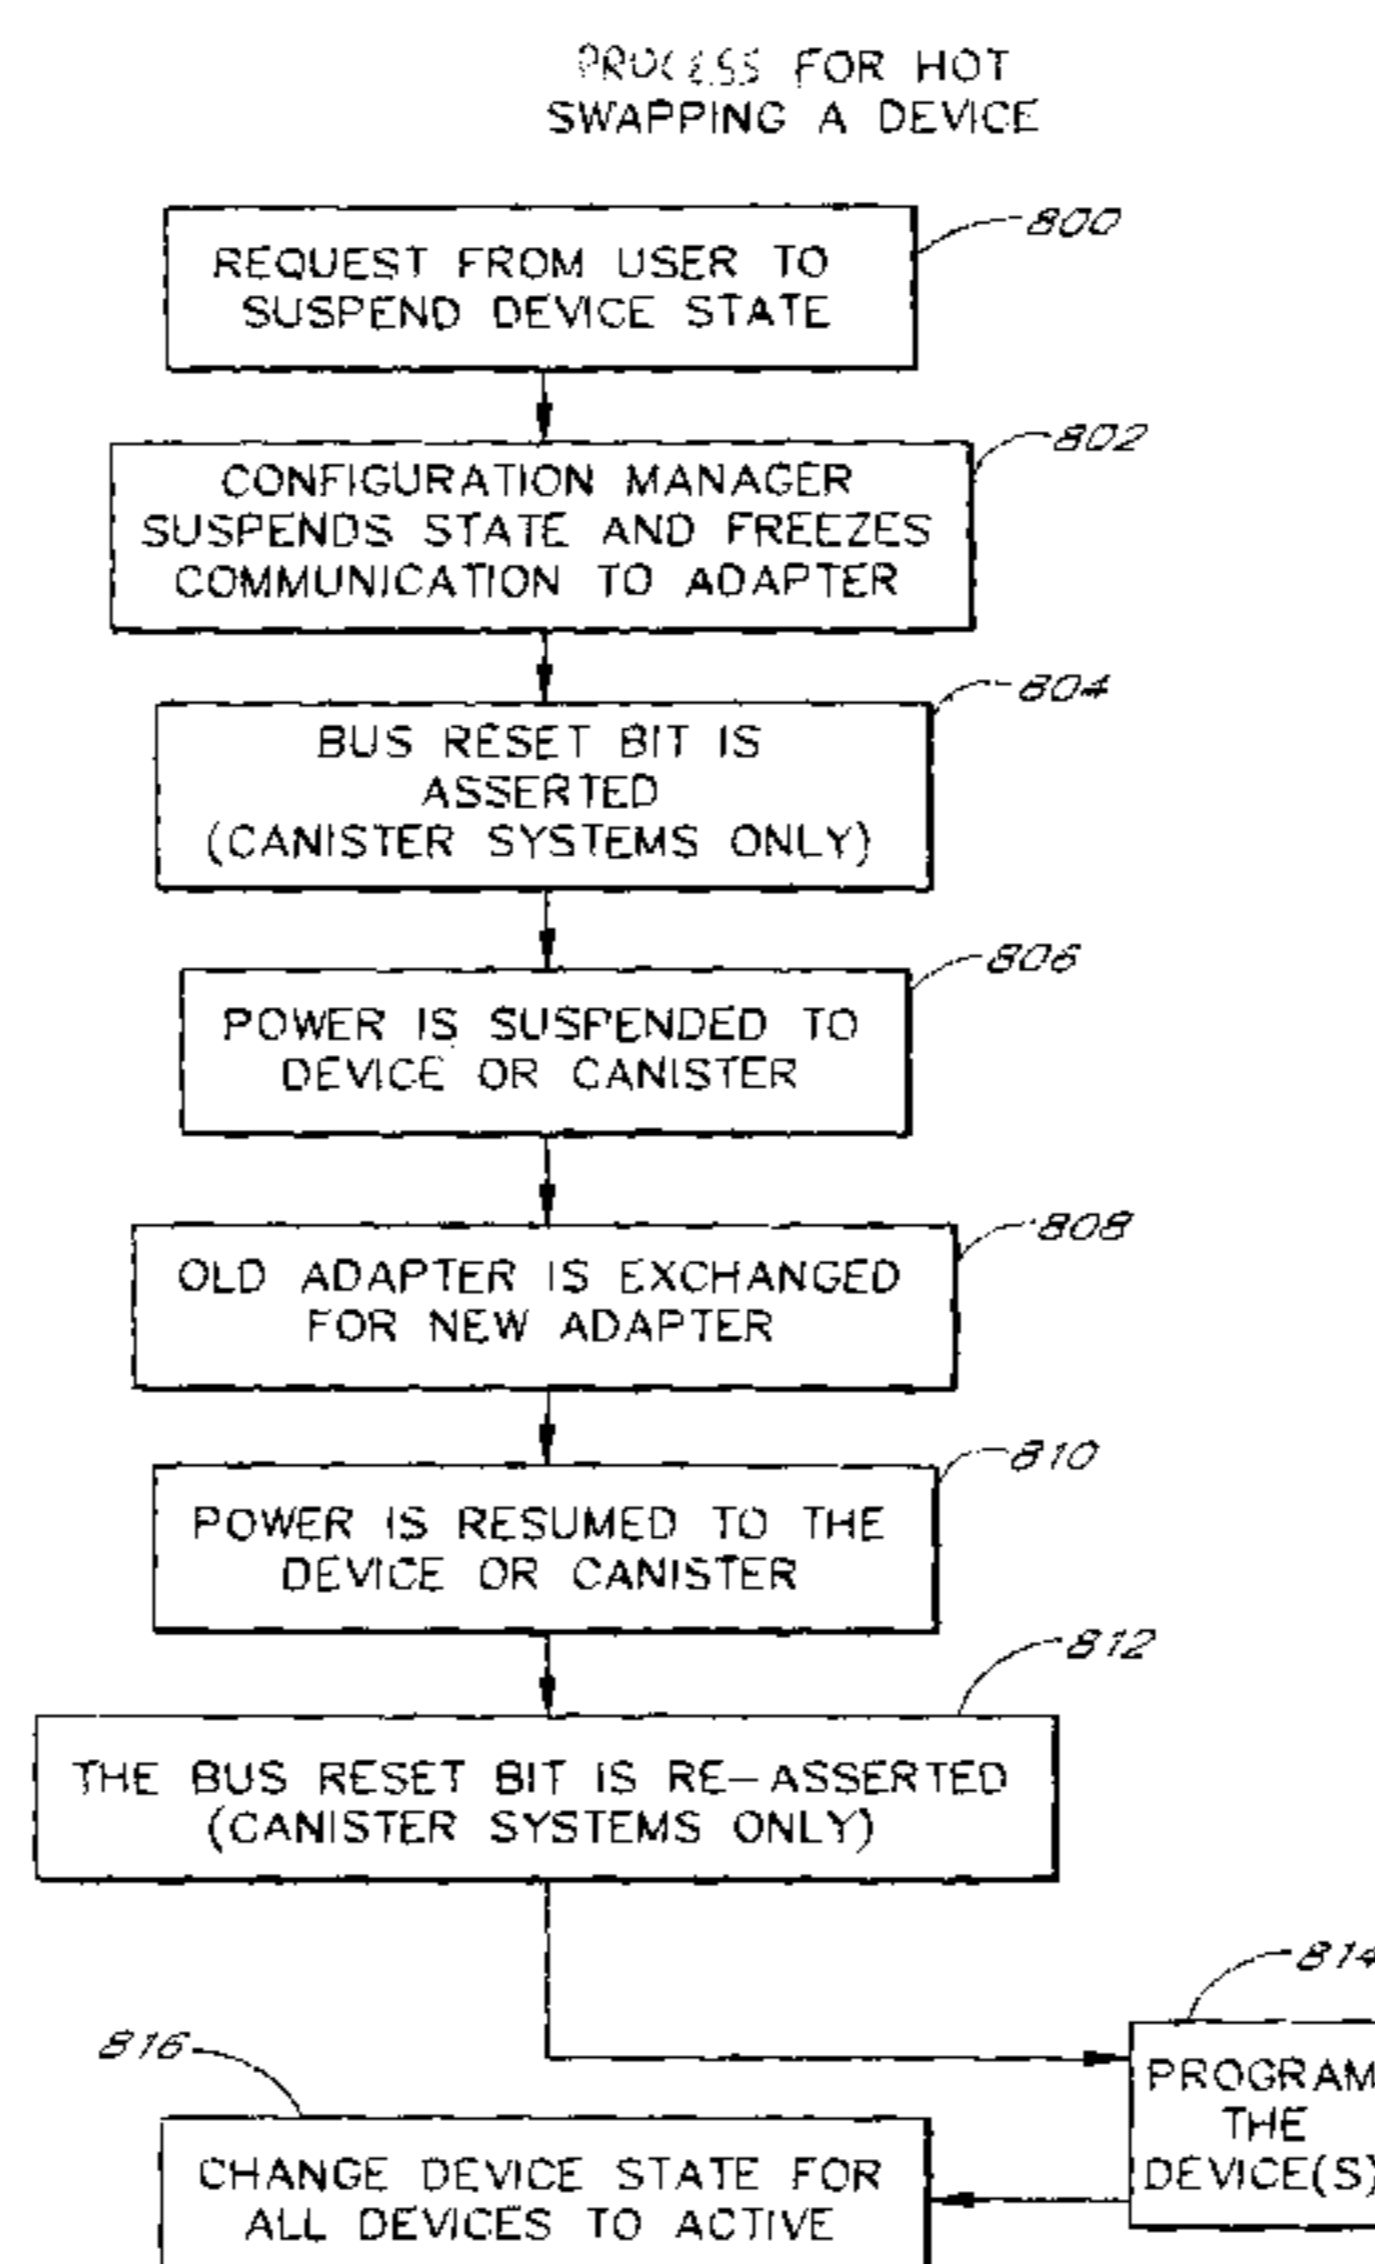 PROCESS FOR HOT
SWAPPING A DEVICE
800
REQUEST FROM USER TO
SUSPEND DEVICE STATE
802
CONFIGURATION MANAGER
SUSPENDS STATE AND FREEZES
COMMUNICATION TO ADAPTER
804
BUS RESET BIT IS
ASSERTED
(CANISTER SYSTEMS ONLY)
806
POWER IS SUSPENDED TO
DEVICE OR CANISTER
808
OLD ADAPTER IS EXCHANGED
FOR NEW ADAPTER
810
POWER IS RESUMED TO THE
DEVICE OR CANISTER
812
THE BUS RESET BIT IS RE-ASSERTED
(CANISTER SYSTEMS ONLY)
814
PROGRAM
THE
DEVICE(S)
816
CHANGE DEVICE STATE FOR
ALL DEVICES TO ACTIVE